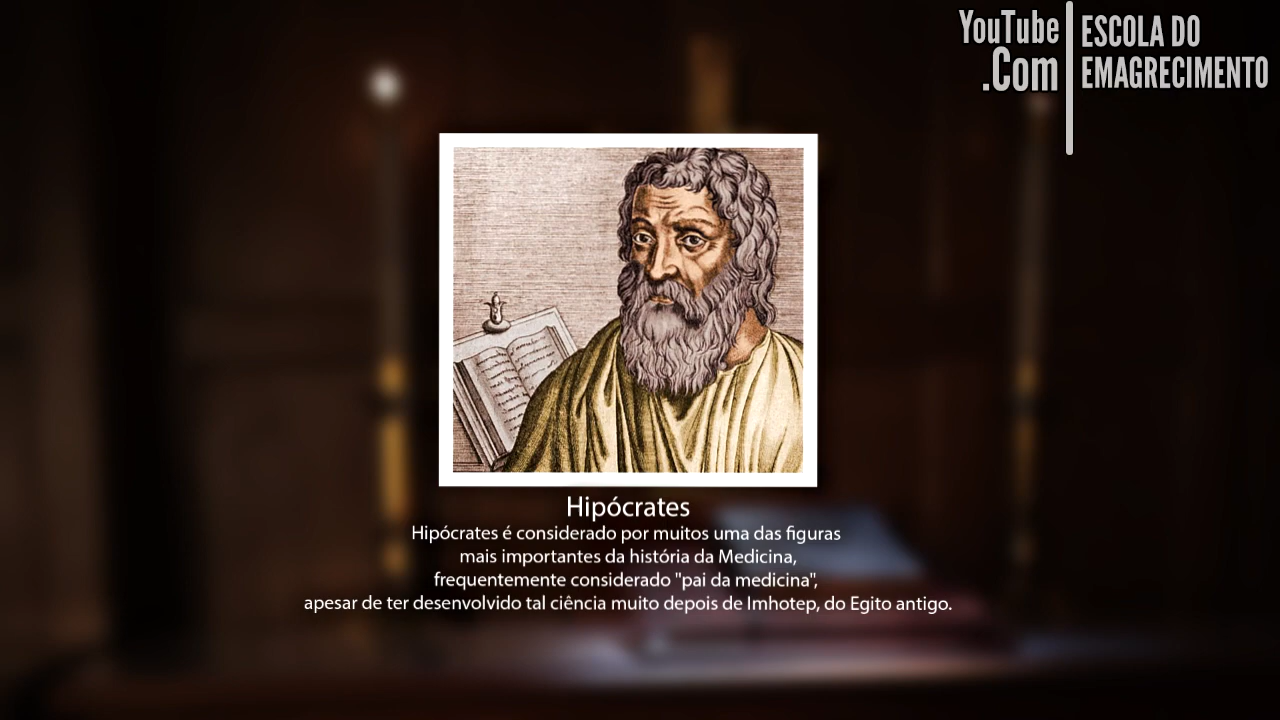 YouTube
.Com
ESCOLA DO
EMAGRECIMENTO
Hipócrates
Hipócrates é considerado por muitos uma das figuras
mais importantes da história da Medicina,
frequentemente considerado "pai da medicina",
apesar de ter desenvolvido tal ciência muito depois de Imhotep, do Egito antigo.